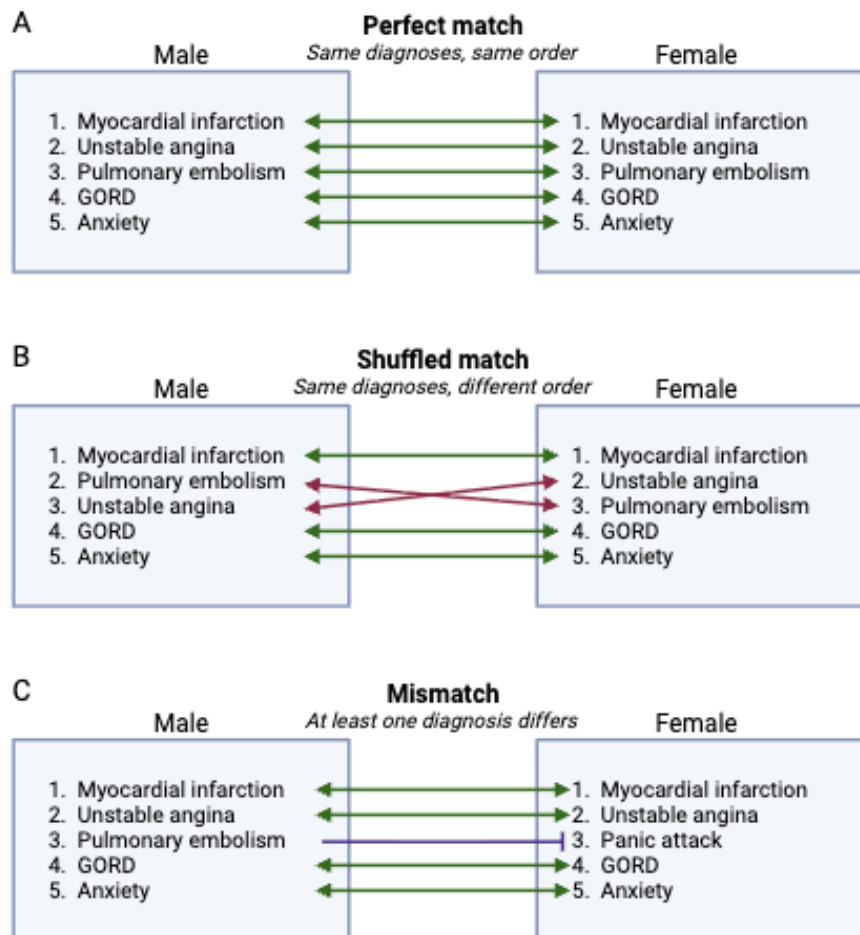 A
Perfect match
Male
Same diagnoses, same order
Female
1. Myocardial infarction
2. Unstable angina
3. Pulmonary embolism
4. GORD
5. Anxiety
1. Myocardial infarction
2. Unstable angina
3. Pulmonary embolism
4. GORD
5. Anxiety
B
Shuffled match
Male
Same diagnoses, different order
Female
1. Myocardial infarction
2. Pulmonary embolism
3. Unstable angina
4. GORD
5. Anxiety
1. Myocardial infarction
2. Unstable angina
3. Pulmonary embolism
4. GORD
5. Anxiety
C
Mismatch
Male
At least one diagnosis differs
Female
1. Myocardial infarction
2. Unstable angina
3. Pulmonary embolism
4. GORD
5. Anxiety
1. Myocardial infarction
2. Unstable angina
3. Panic attack
4. GORD
5. Anxiety